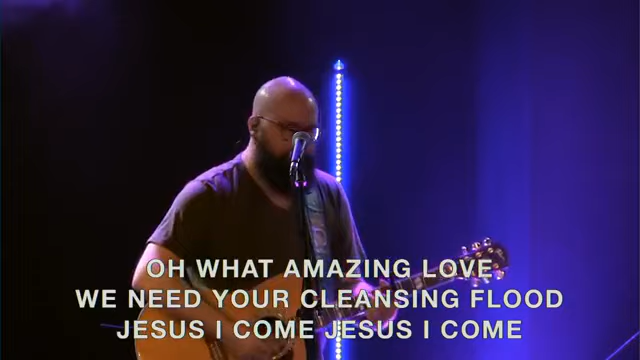 OH WHAT AMAZING LOVE
WE NEED YOUR CLEANSING FLOOD
JESUS I COME JESUS I COME